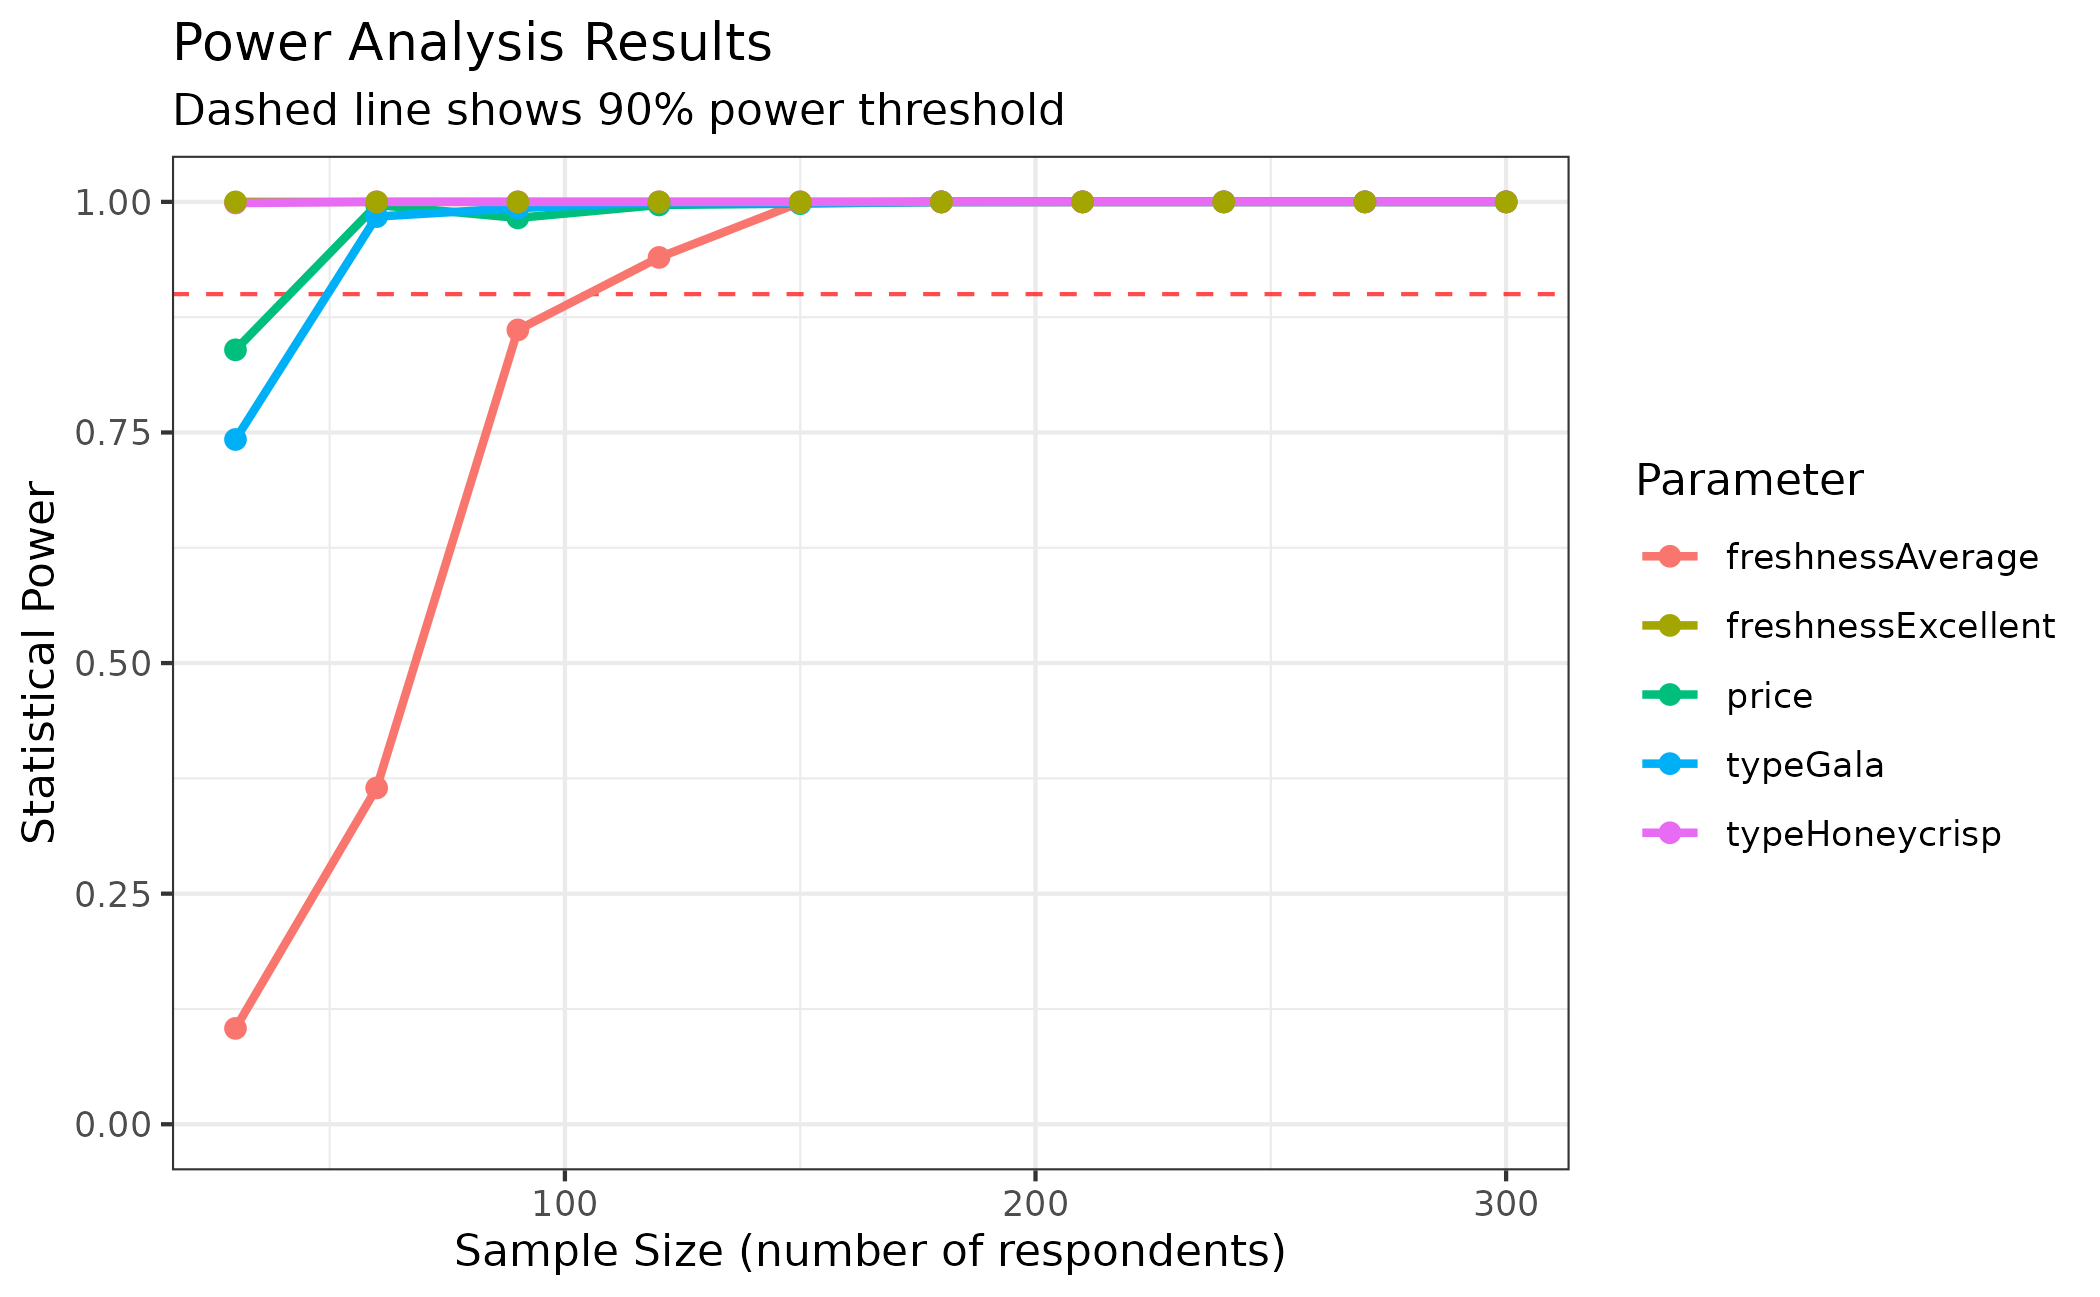 Power Analysis Results
Dashed line shows 90% power threshold
1.00
0.75
0.50
0.25
0.00
Statistical Power
100
200
300
Sample Size (number of respondents)
Parameter
freshnessAverage
freshnessExcellent
price
typeGala
typeHoneycrisp